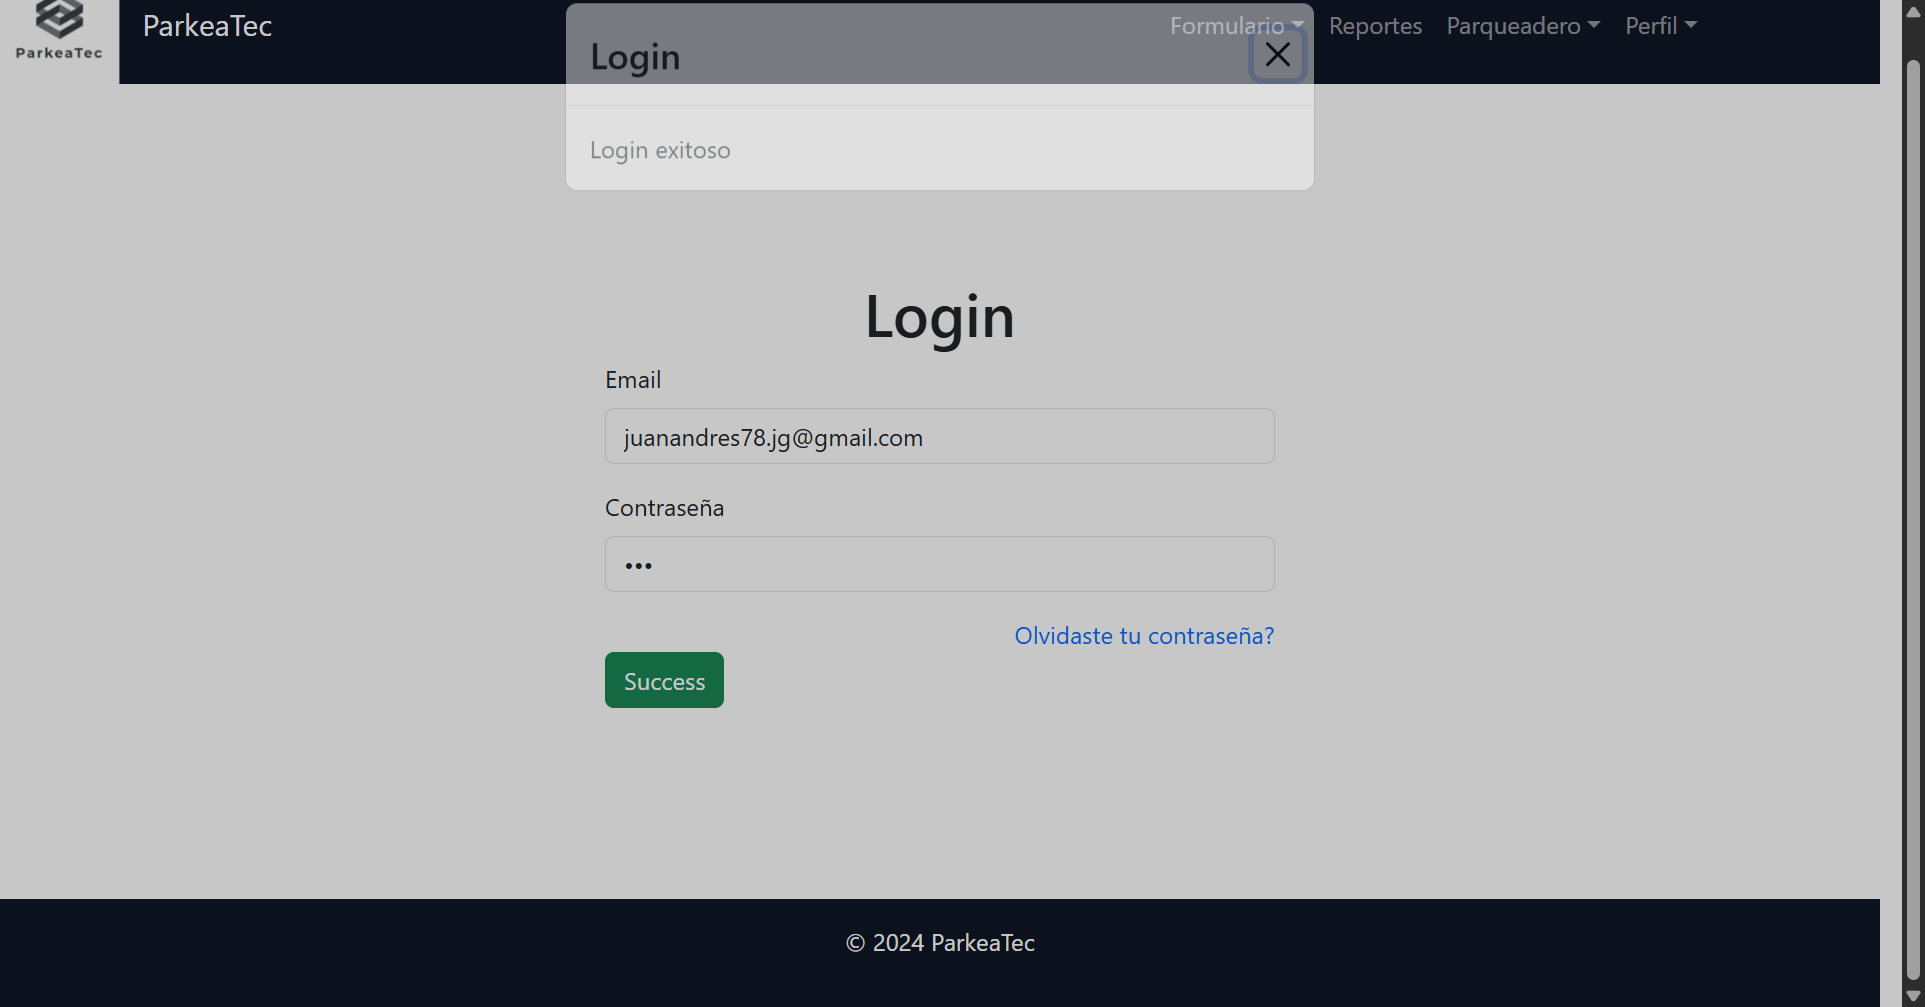 ParkeaTec
ParkeaTec
Formulario
Reportes
Parqueadero
Perfil
Login
Login exitoso
Login
Email
juanandres78.jg@gmail.com
Contraseña
•••
Olvidaste tu contraseña?
Success
© 2024 ParkeaTec